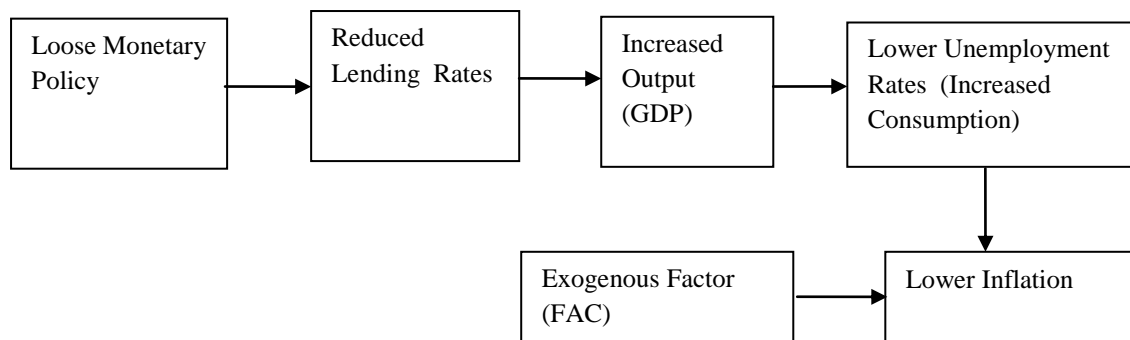 Loose Monetary
Policy
Reduced
Lending Rates
Increased
Output
(GDP)
Lower Unemployment
Rates (Increased
Consumption)
Exogenous Factor
(FAC)
Lower Inflation